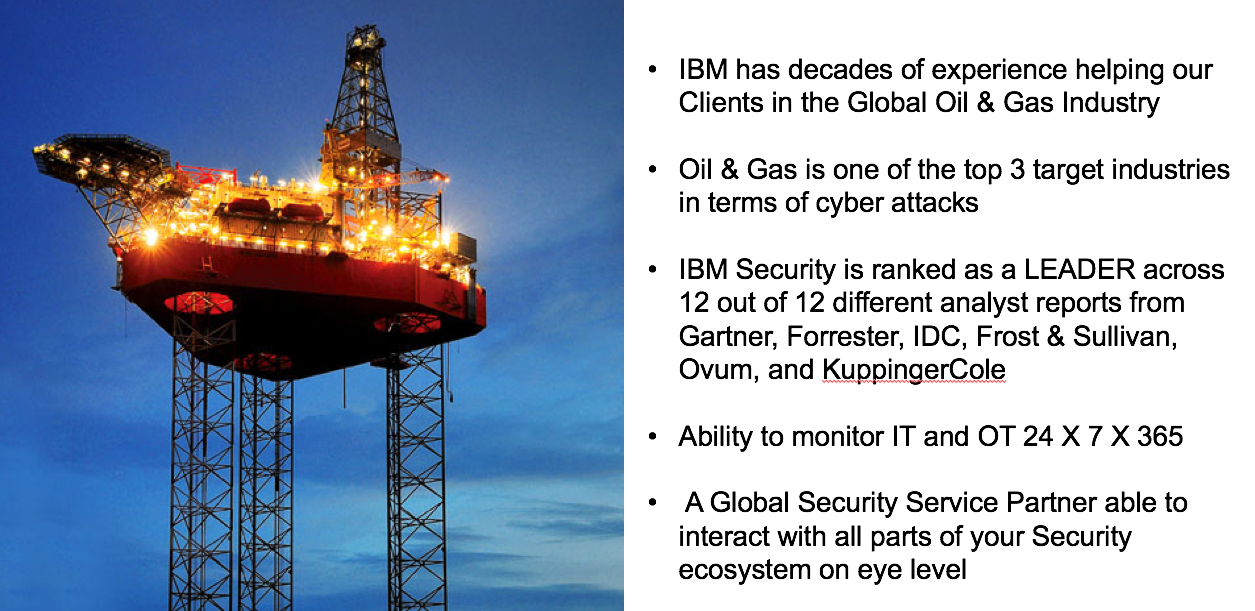 • IBM has decades of experience helping our
Clients in the Global Oil & Gas Industry
• Oil & Gas is one of the top 3 target industries
in terms of cyber attacks
• IBM Security is ranked as a LEADER across
12 out of 12 different analyst reports from
Gartner, Forrester, IDC, Frost & Sullivan,
Ovum, and KuppingerCole
• Ability to monitor IT and OT 24 X 7 X 365
• A Global Security Service Partner able to
interact with all parts of your Security
ecosystem on eye level